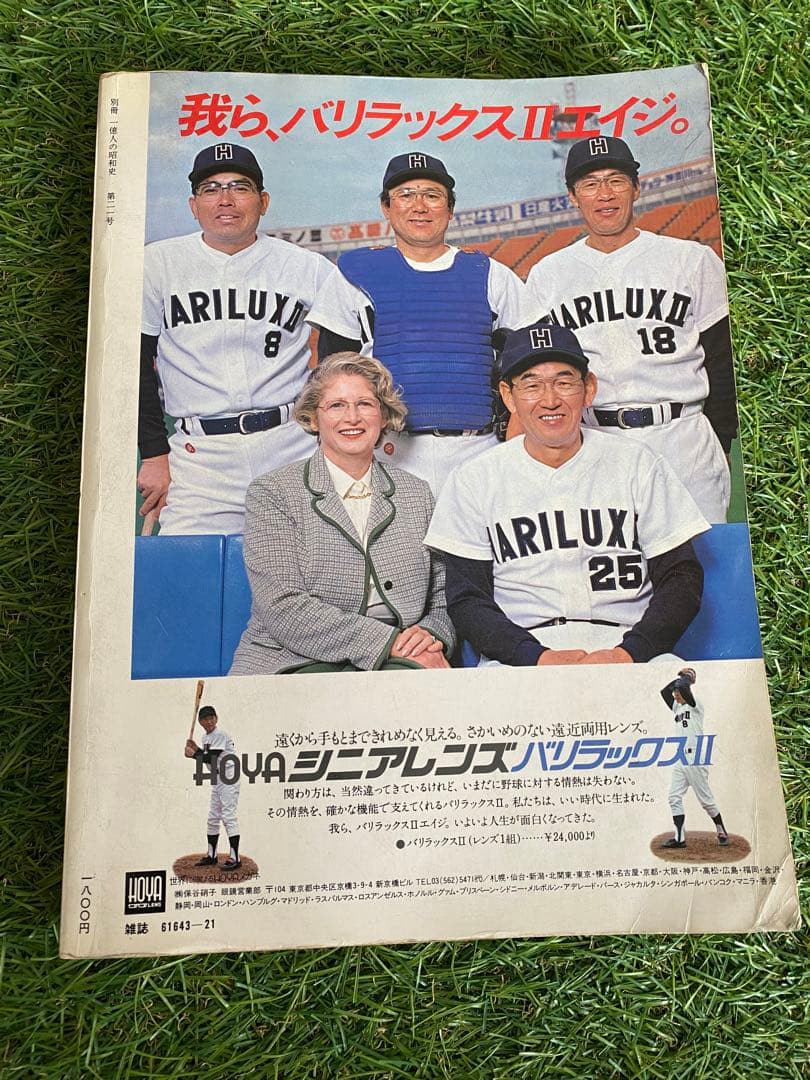 別冊 一億人の昭和史 第二一号
我ら、バリラックスIIエイジ。
H
H
H
H
ARILUX II
8
ARILUX II
18
ARILUX I
25
遠くから手もとまできれめなく見える。さかいめのない遠近両用レンズ。
HOYAシニアレンズバリラックスII
関わり方は、当然違ってきているけれど、いまだに野球に対する情熱は失わない。
その情熱を、確かな機能で支えてくれるバリラックスII。私たちは、いい時代に生まれた。
我ら、バリラックスIIエイジ。いよいよ人生が面白くなってきた。
●バリラックスII(レンズ1組)……¥24,000より
HOYA
㈱保谷硝子 眼鏡営業部 〒104 東京都中央区京橋3-9-4 新京橋ビル TEL03(562)5471㈹/札幌・仙台・新潟・北関東・東京・横浜・名古屋・京都・大阪・神戸・高松・広島・福岡・金沢・
静岡・岡山・ロンドン・ハンブルグ・マドリッド・ラスパルマス・ロスアンゼルス・ホノルル・グァム・ブリスベーン・シドニー・メルボルン・アデレード・パース・ジャカルタ・シンガポール・バンコク・マニラ・香港
雑誌 61643-21
一八〇〇円